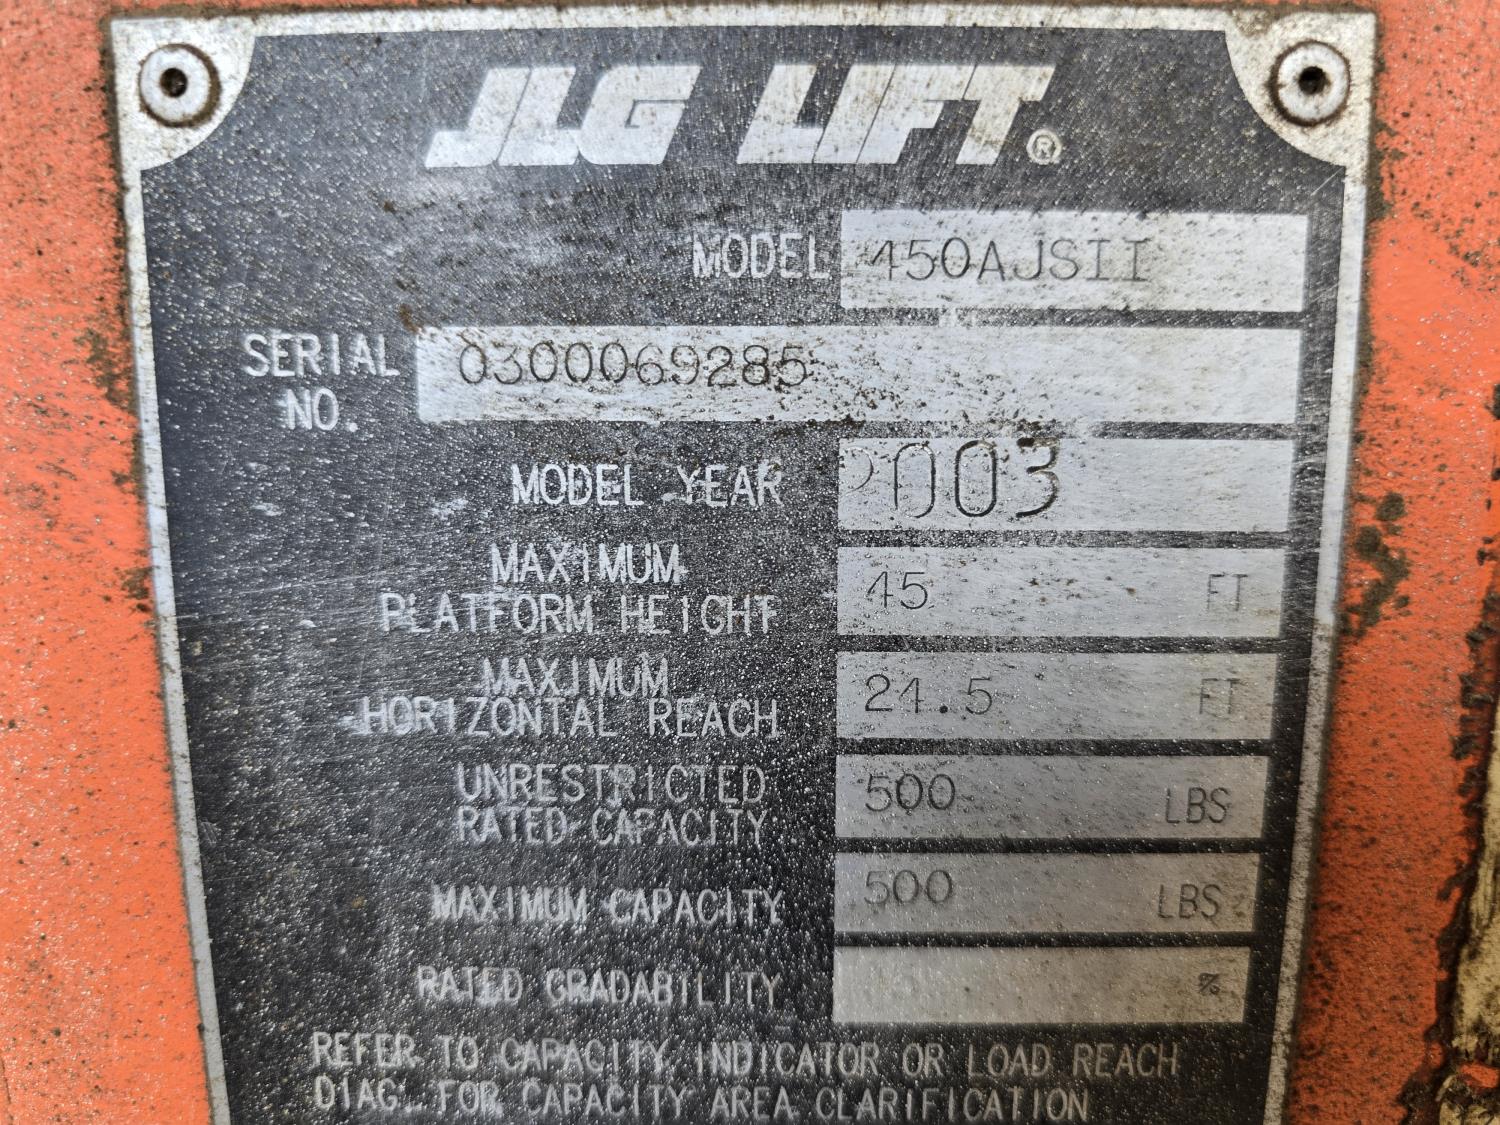 JLG LIFT®
MODEL 450AJSII
SERIAL NO. 0300069285
MODEL YEAR 2003
MAXIMUM
PLATFORM HEIGHT 45 FT
MAXIMUM
HORIZONTAL REACH 24.5 FT
UNRESTRICTED
RATED CAPACITY 500 LBS
MAXIMUM CAPACITY 500 LBS
RATED GRADABILITY %
REFER TO CAPACITY INDICATOR OR LOAD REACH
DIAG. FOR CAPACITY AREA CLARIFICATION